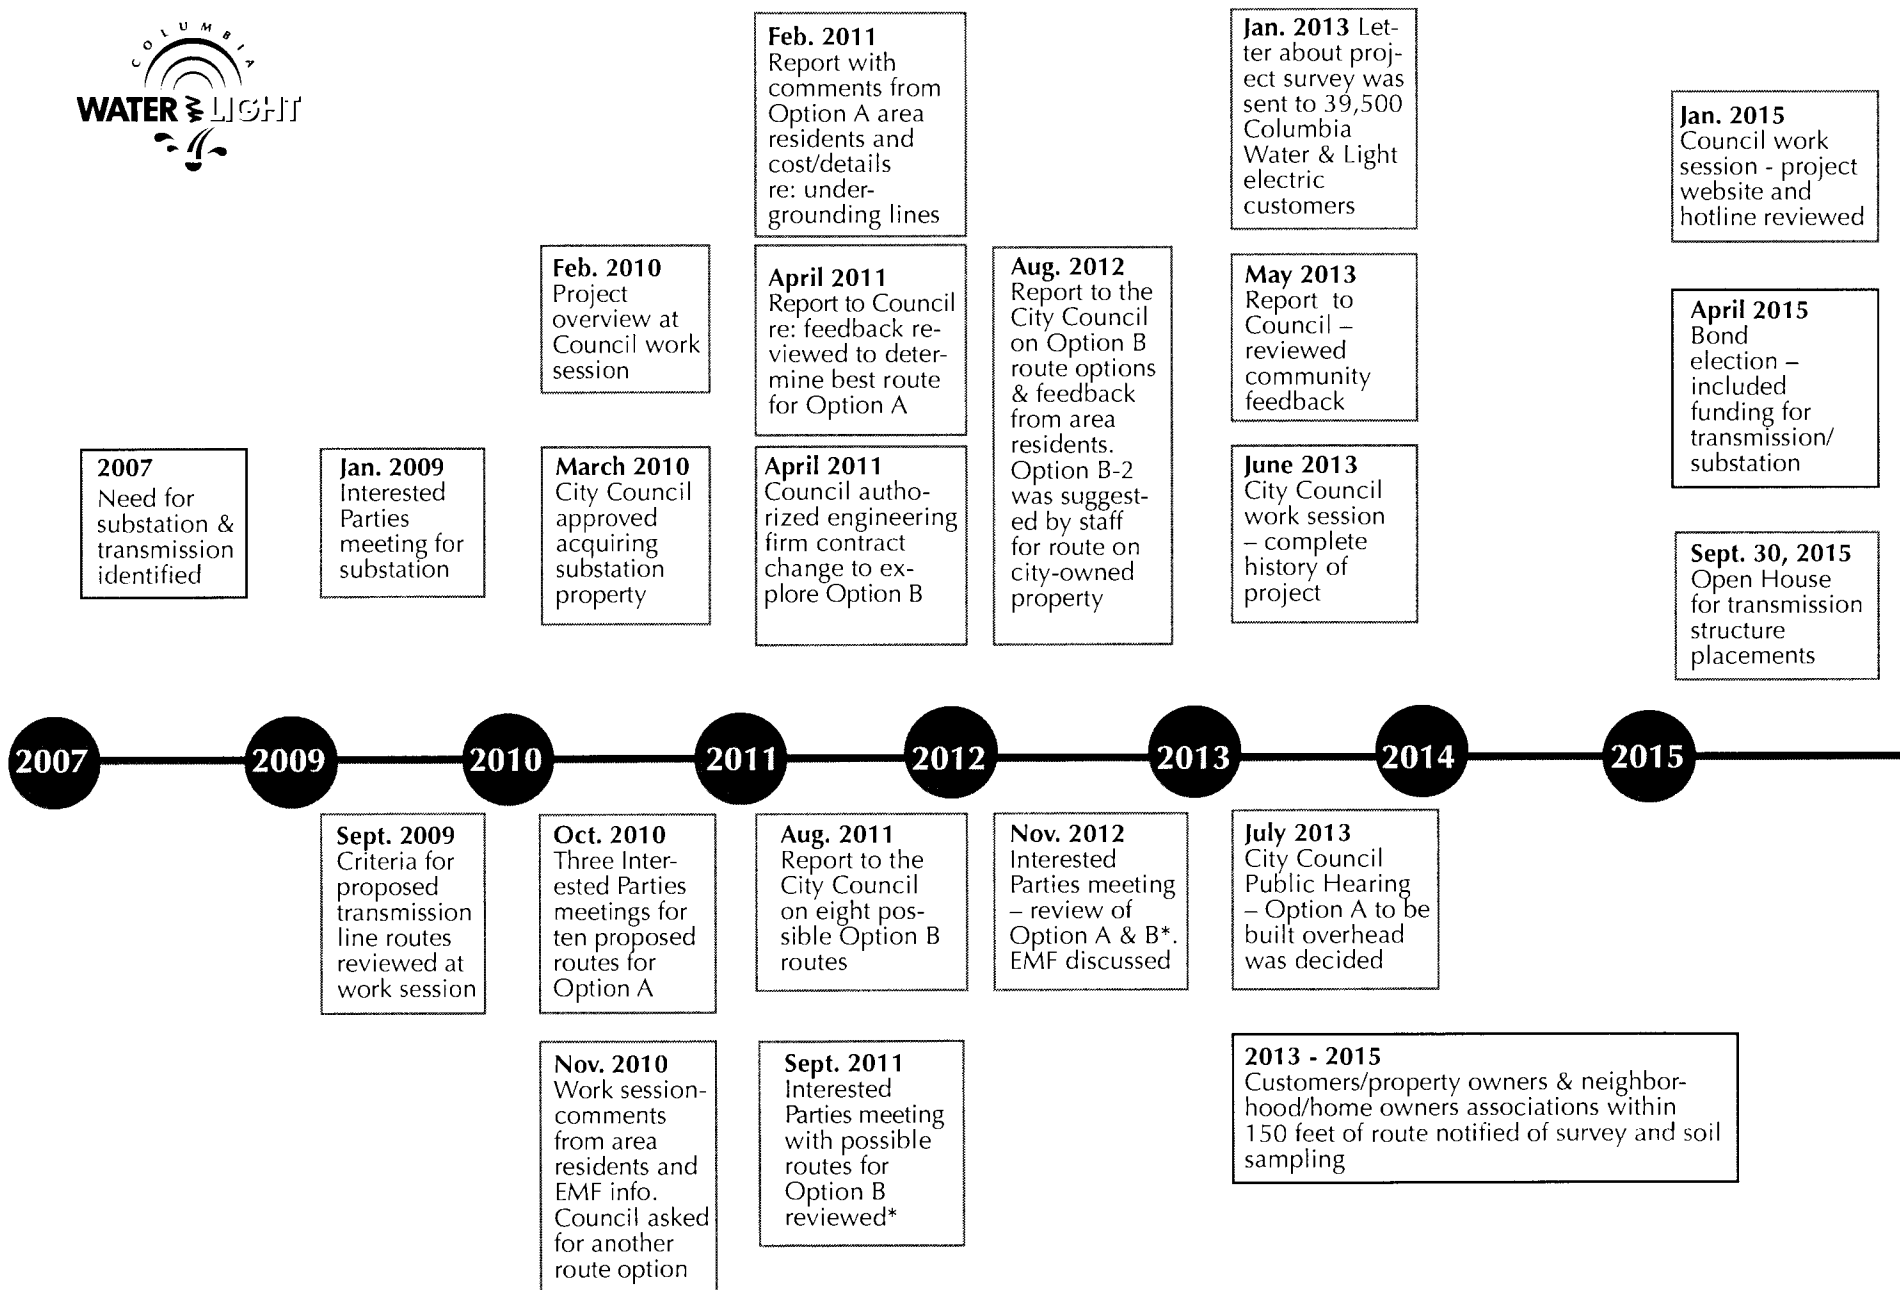 COLUMBIA
WATER LIGHT
2007
Need for
substation &
transmission
identified
Jan. 2009
Interested
Parties
meeting for
substation
Feb. 2010
Project
overview at
Council work
session
March 2010
City Council
approved
acquiring
substation
property
Feb. 2011
Report with
comments from
Option A area
residents and
cost/details
re: under-
grounding lines
April 2011
Report to Council
re: feedback re-
viewed to deter-
mine best route
for Option A
April 2011
Council autho-
rized engineering
firm contract
change to ex-
plore Option B
Aug. 2012
Report to the
City Council
on Option B
route options
& feedback
from area
residents.
Option B-2
was suggest-
ed by staff
for route on
city-owned
property
Jan. 2013 Let-
ter about proj-
ect survey was
sent to 39,500
Columbia
Water & Light
electric
customers
May 2013
Report to
Council –
reviewed
community
feedback
June 2013
City Council
work session
– complete
history of
project
Jan. 2015
Council work
session - project
website and
hotline reviewed
April 2015
Bond
election –
included
funding for
transmission/
substation
Sept. 30, 2015
Open House
for transmission
structure
placements
2007
2009
2010
2011
2012
2013
2014
2015
Sept. 2009
Criteria for
proposed
transmission
line routes
reviewed at
work session
Oct. 2010
Three Inter-
ested Parties
meetings for
ten proposed
routes for
Option A
Nov. 2010
Work session-
comments
from area
residents and
EMF info.
Council asked
for another
route option
Aug. 2011
Report to the
City Council
on eight pos-
sible Option B
routes
Sept. 2011
Interested
Parties meeting
with possible
routes for
Option B
reviewed*
Nov. 2012
Interested
Parties meeting
– review of
Option A & B*.
EMF discussed
July 2013
City Council
Public Hearing
– Option A to be
built overhead
was decided
2013 - 2015
Customers/property owners & neighbor-
hood/home owners associations within
150 feet of route notified of survey and soil
sampling